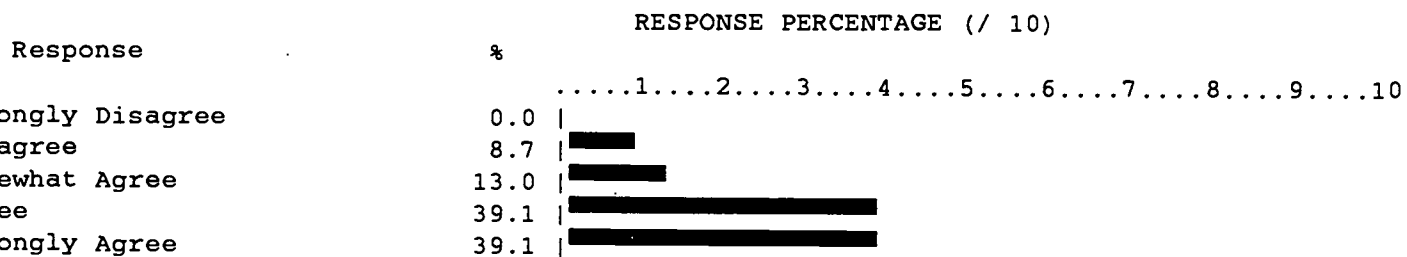 RESPONSE PERCENTAGE (/ 10)
Response %
.....1....2....3....4....5....6....7....8....9....10
ongly Disagree 0.0 |
agree 8.7 |
ewhat Agree 13.0 |
ee 39.1 |
ongly Agree 39.1 |